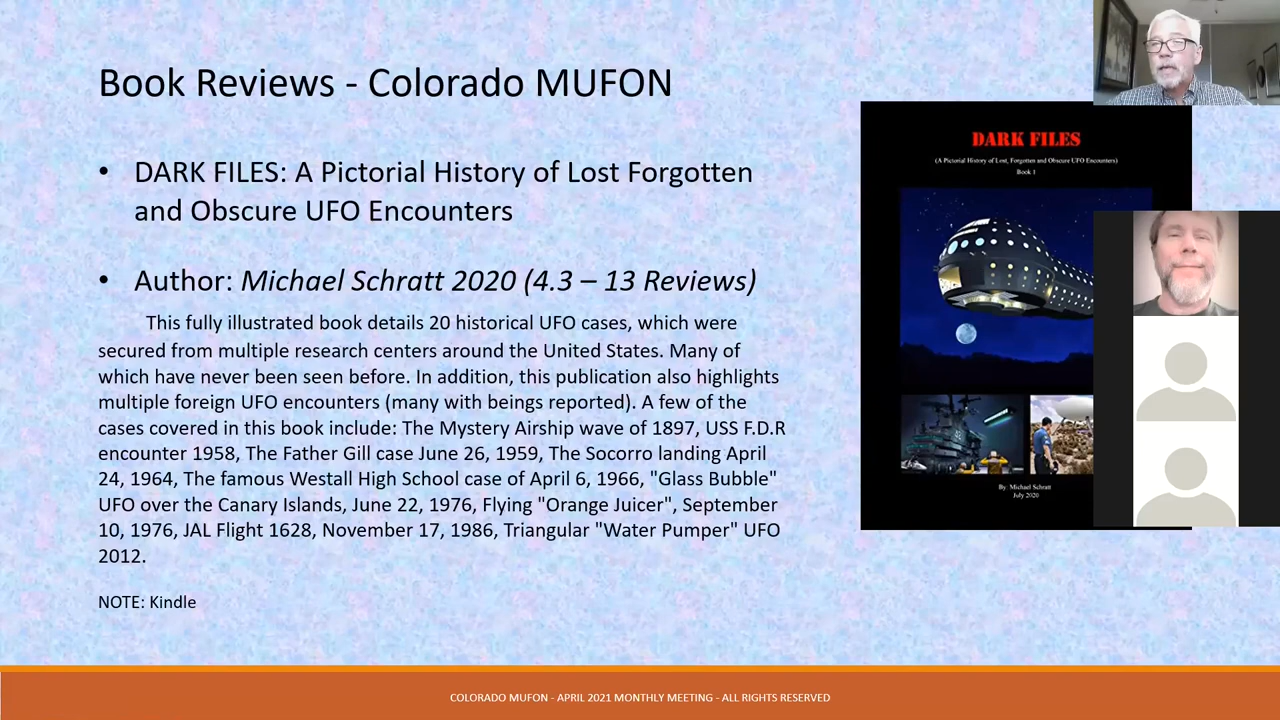 Book Reviews - Colorado MUFON
• DARK FILES: A Pictorial History of Lost Forgotten
and Obscure UFO Encounters
• Author: Michael Schratt 2020 (4.3 – 13 Reviews)
This fully illustrated book details 20 historical UFO cases, which were
secured from multiple research centers around the United States. Many of
which have never been seen before. In addition, this publication also highlights
multiple foreign UFO encounters (many with beings reported). A few of the
cases covered in this book include: The Mystery Airship wave of 1897, USS F.D.R
encounter 1958, The Father Gill case June 26, 1959, The Socorro landing April
24, 1964, The famous Westall High School case of April 6, 1966, "Glass Bubble"
UFO over the Canary Islands, June 22, 1976, Flying "Orange Juicer", September
10, 1976, JAL Flight 1628, November 17, 1986, Triangular "Water Pumper" UFO
2012.
NOTE: Kindle
DARK FILES
(A Pictorial History of Lost, Forgotten and Obscure UFO Encounters)
Book 1
By: Michael Schratt
July 2020
COLORADO MUFON - APRIL 2021 MONTHLY MEETING - ALL RIGHTS RESERVED